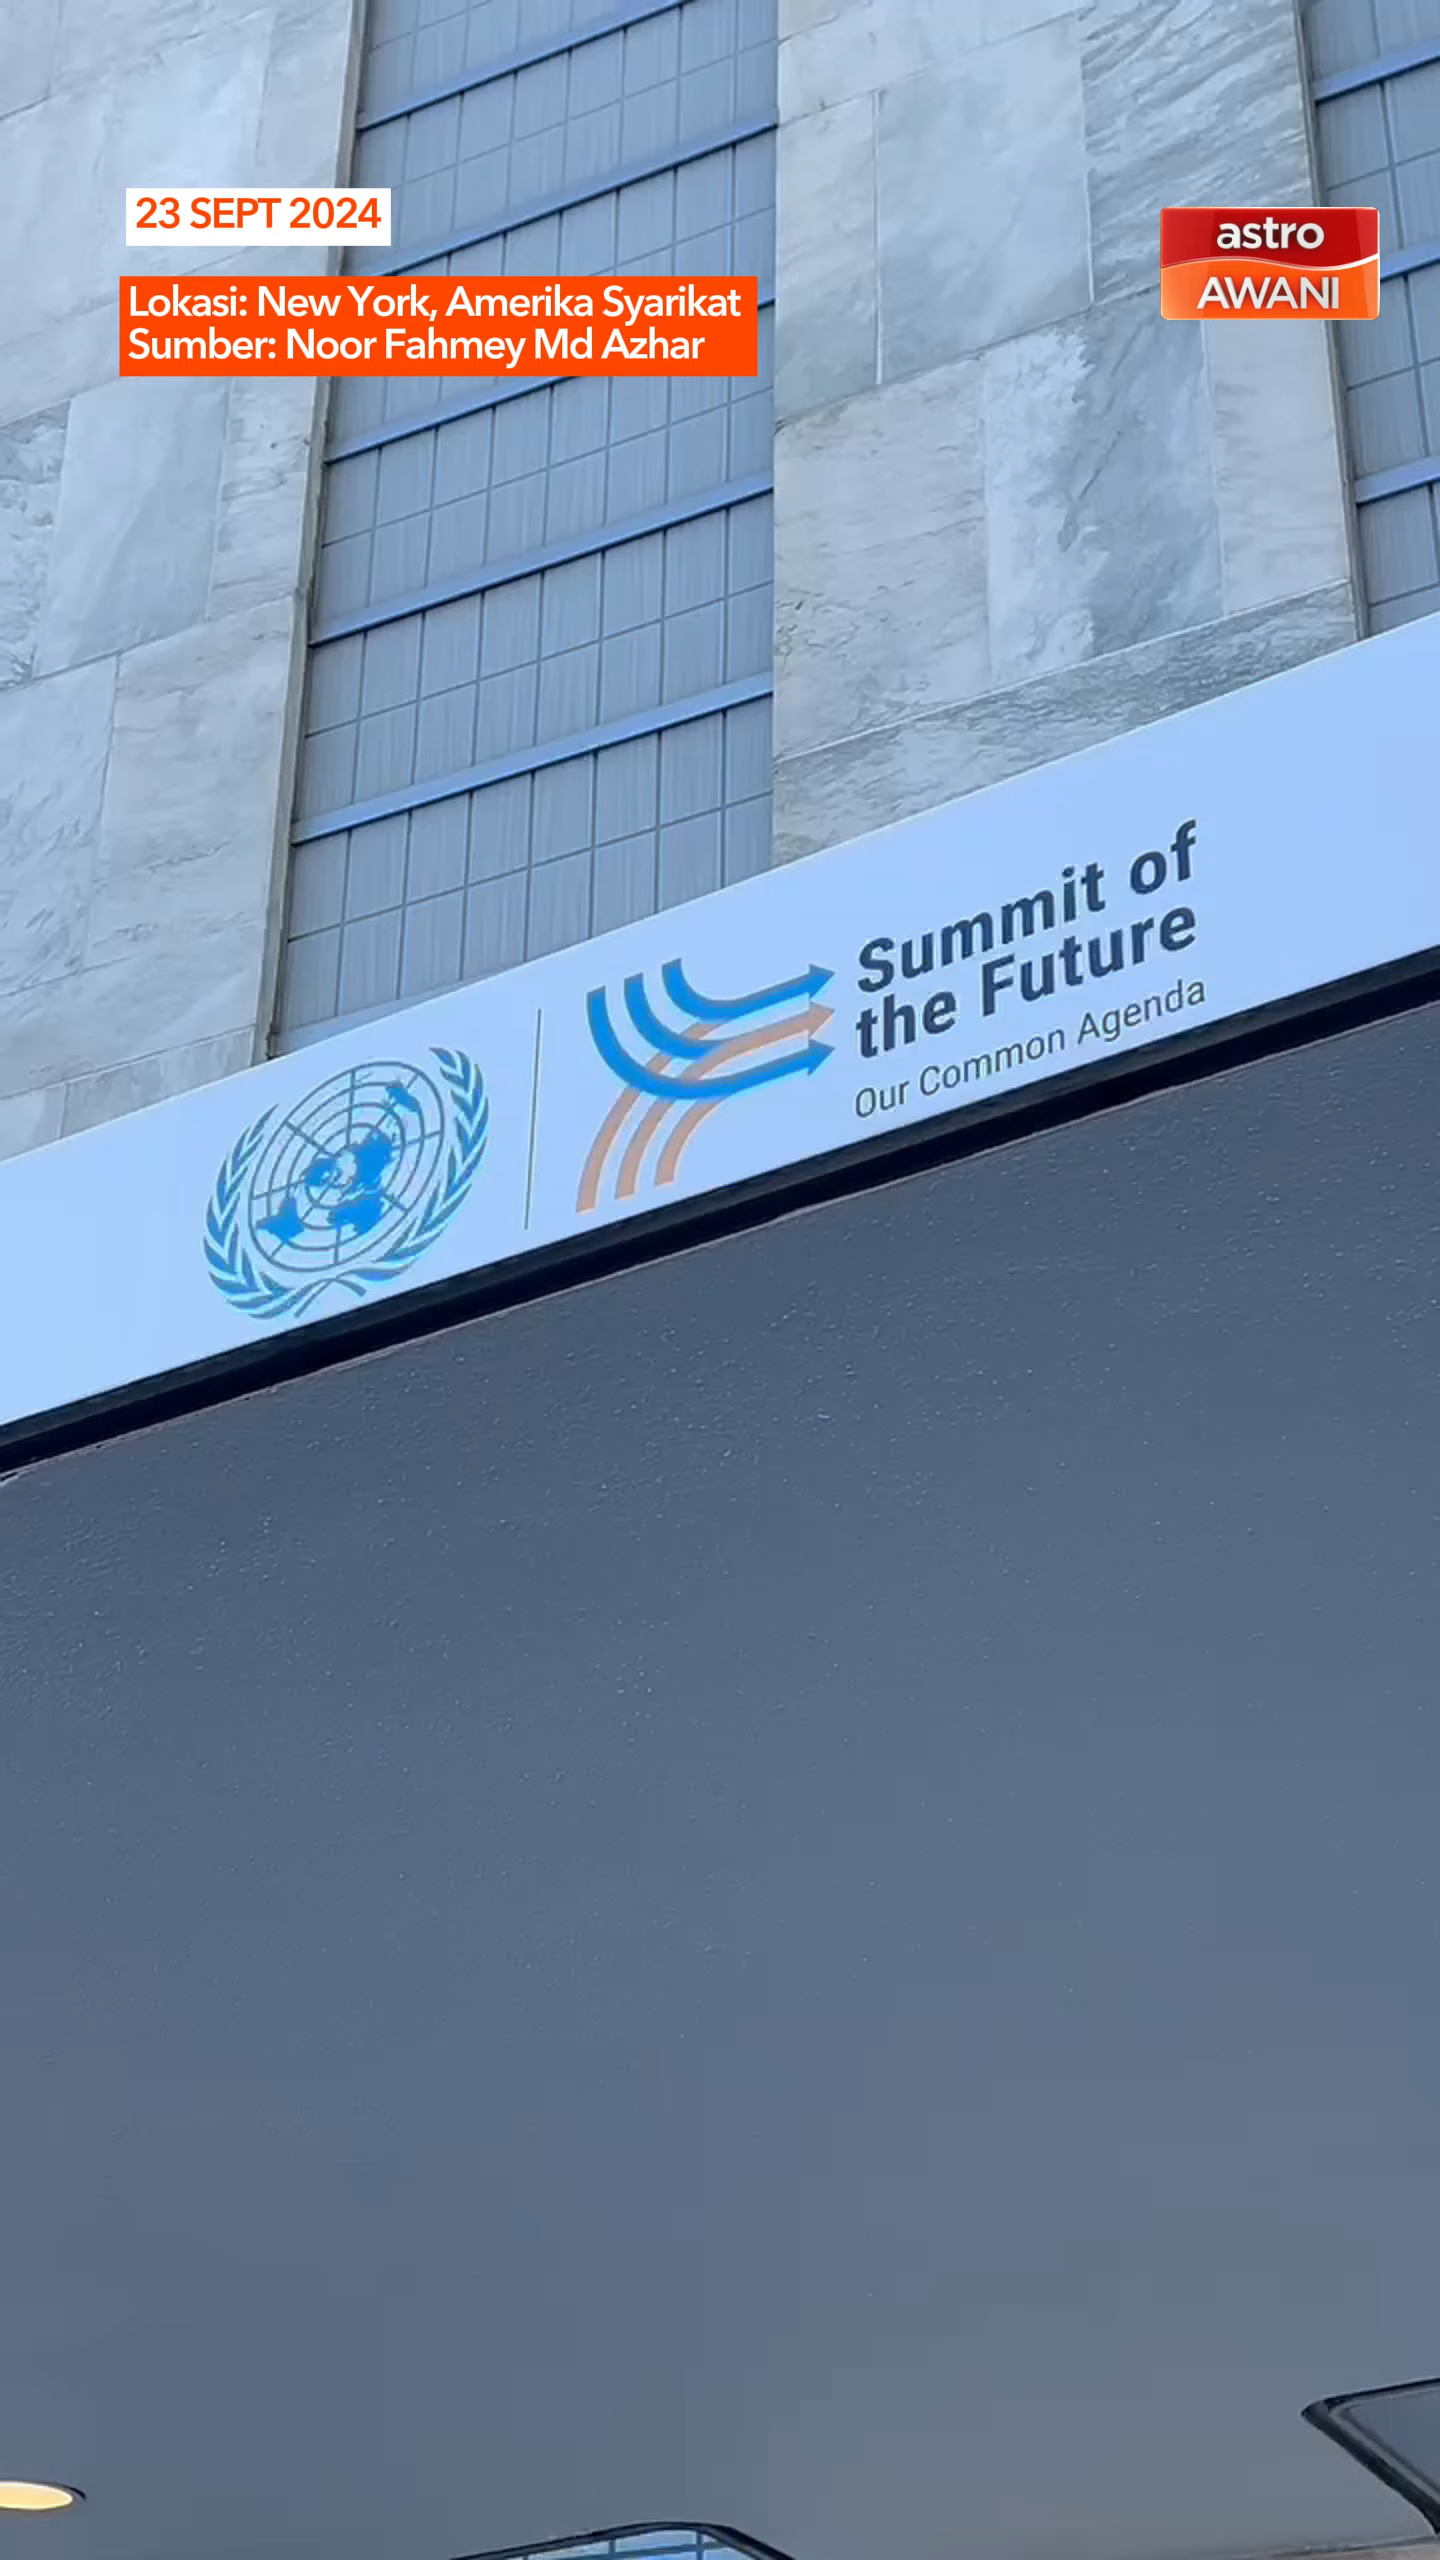 23 SEPT 2024
astro
AWANI
Lokasi: New York, Amerika Syarikat
Sumber: Noor Fahmey Md Azhar
Summit of
the Future
Our Common Agenda